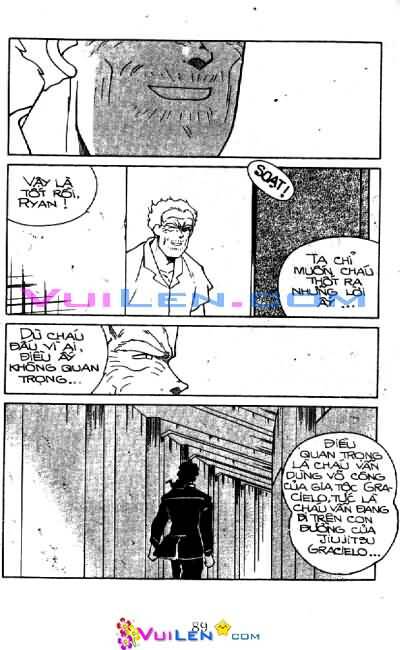 VẬY LÀ
TỐT RỒI,
RYAN!
SOẠT!
TA CHỈ
MUỐN CHÁU
THỐT RA
NHỮNG LỜI
ẤY...
VUILEN.COM
DÙ CHÁU
ĐẤU VÌ AI,
ĐIỀU ẤY
KHÔNG QUAN
TRỌNG...
ĐIỀU
QUAN TRỌNG
LÀ CHÁU VẪN
DÙNG VÕ CÔNG
CỦA GIA TỘC GRA-
CIELO, TỨC LÀ
CHÁU VẪN ĐANG
ĐI TRÊN CON
ĐƯỜNG CỦA
JIUJITSU
GRACIELO...
89
VUILEN.COM